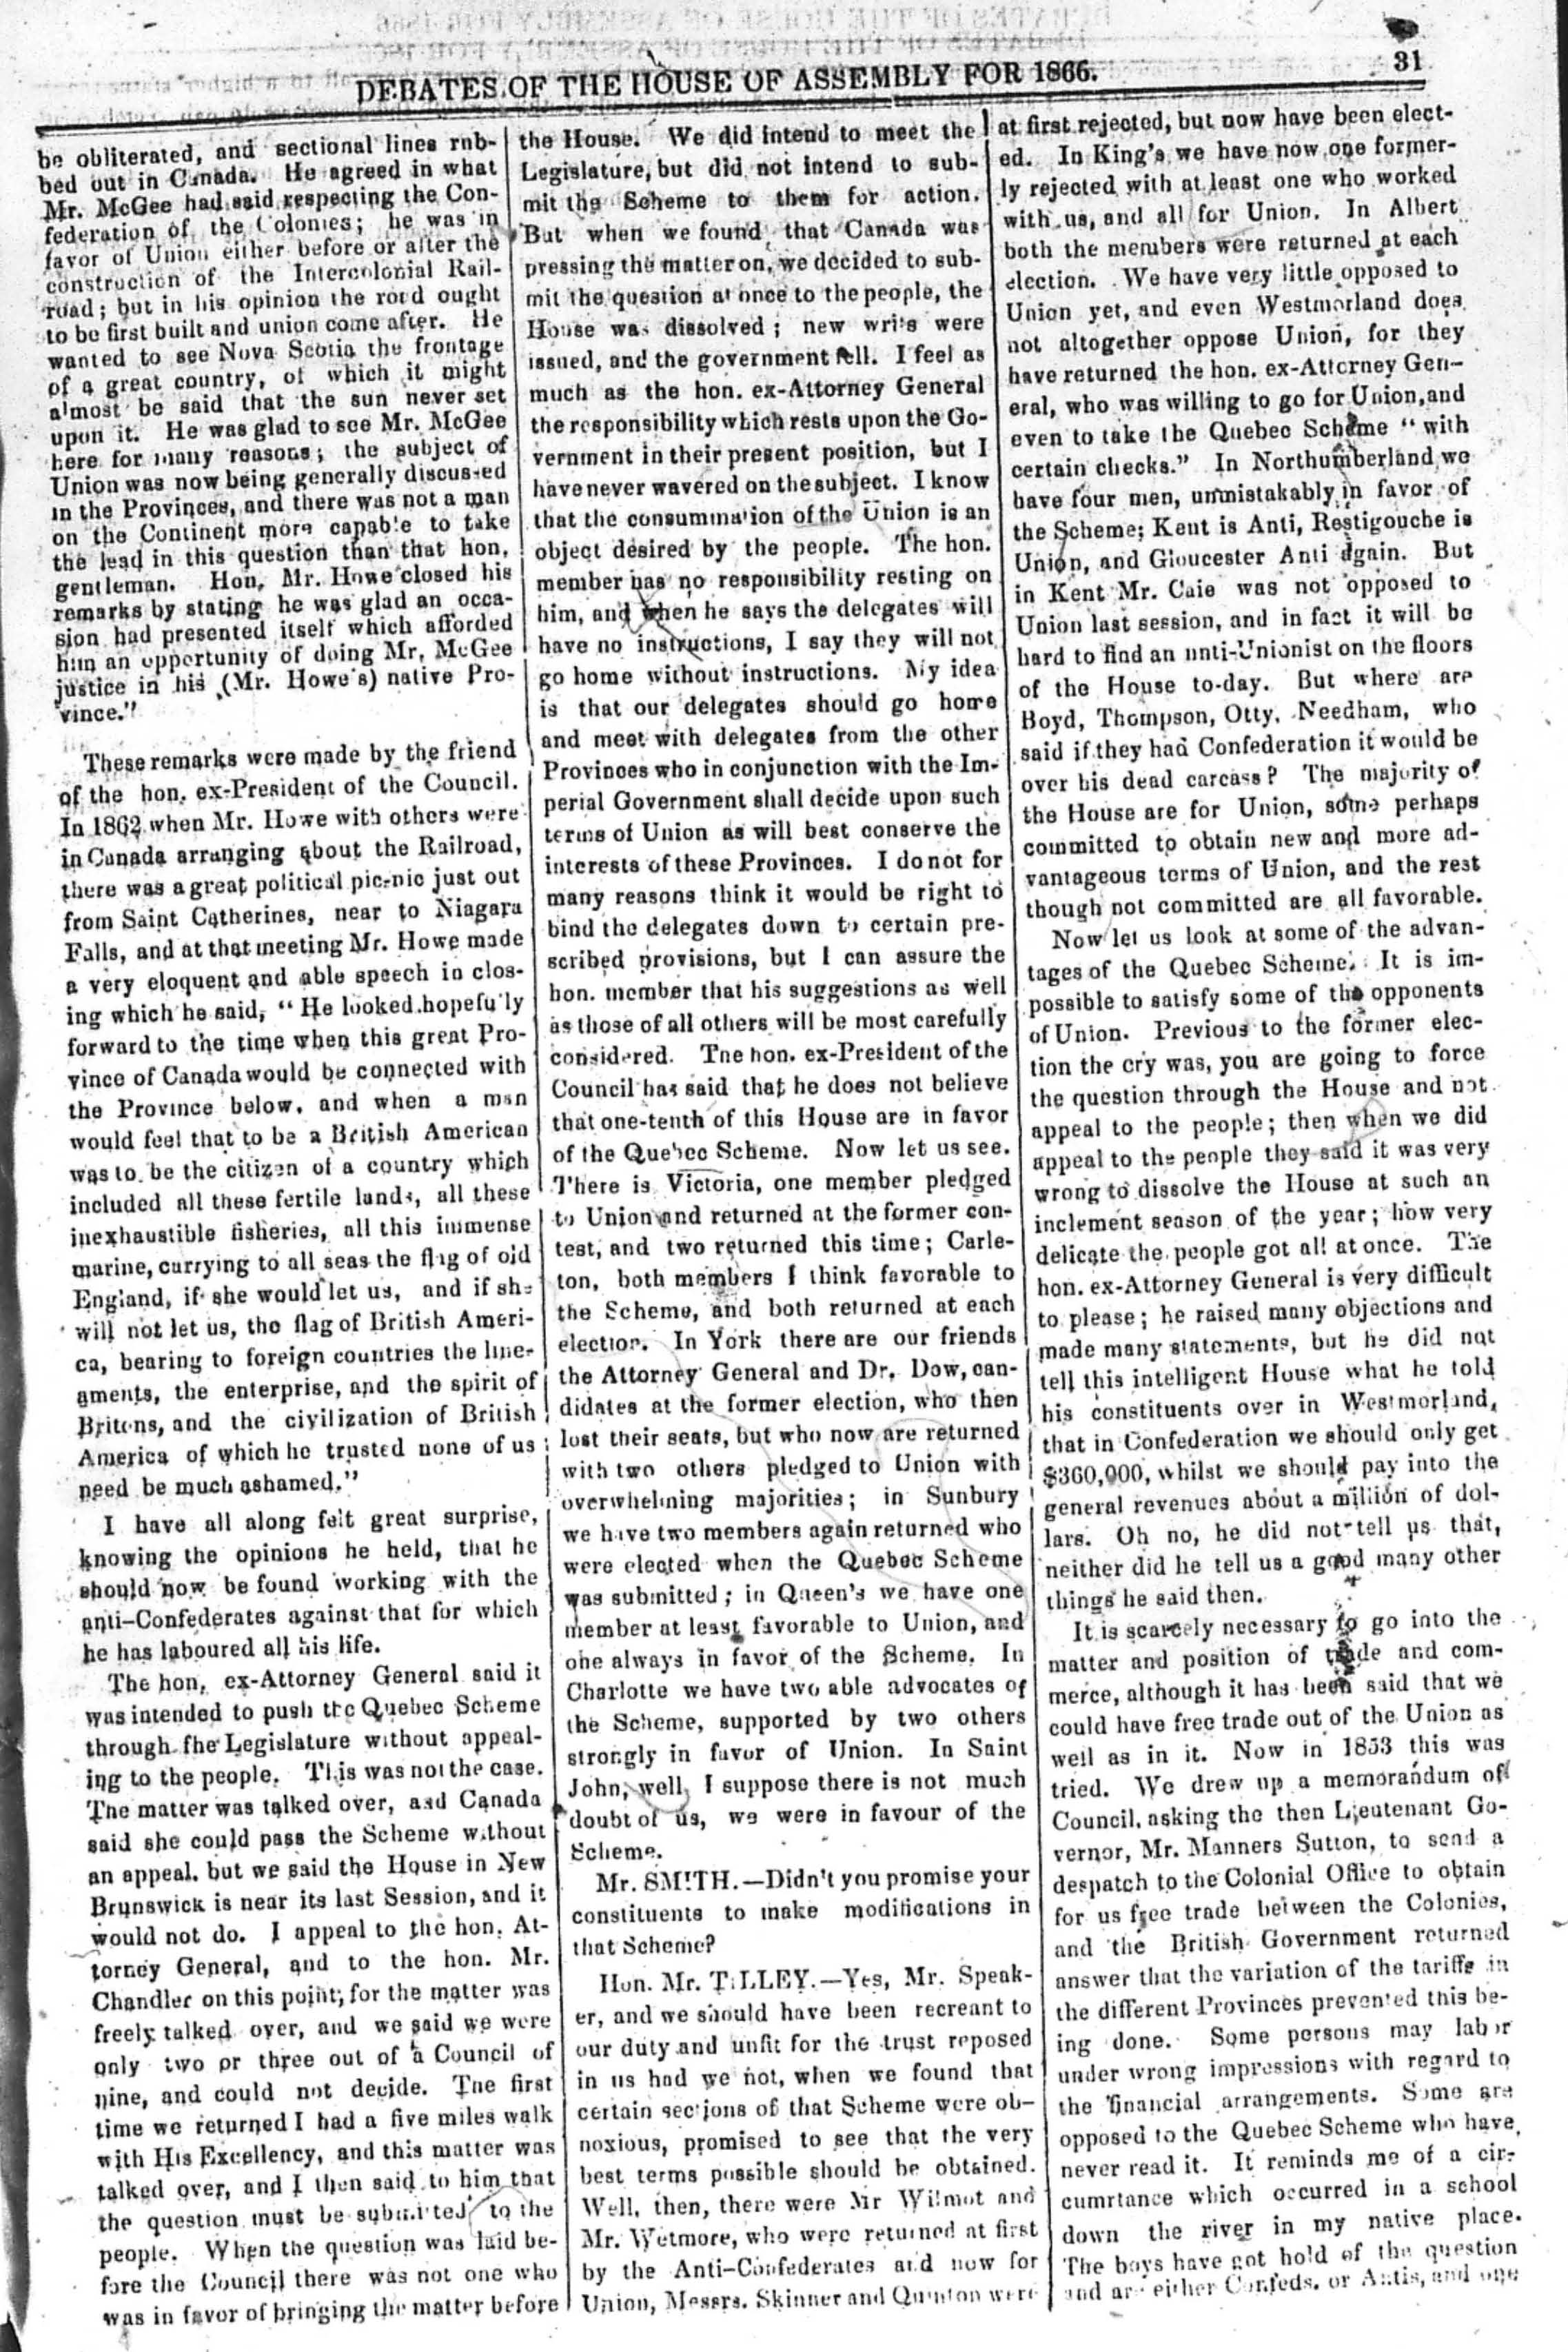 DEBATES OF THE HOUSE OF ASSEMBLY FOR 1866.
31
be obliterated, and sectional lines rub-
bed out in Canada. He agreed in what
Mr. McGee had said respecting the Con-
federation of the Colonies; he was in
favor of Union either before or after the
construction of the Intercolonial Rail-
road; but in his opinion the road ought
to be first built and union come after. He
wanted to see Nova Scotia the frontage
of a great country, of which it might
almost be said that the sun never set
upon it. He was glad to see Mr. McGee
here for many reasons; the subject of
Union was now being generally discussed
in the Provinces, and there was not a man
on the Continent more capable to take
the lead in this question than that hon,
gentleman. Hon. Mr. Howe closed his
remarks by stating he was glad an occa-
sion had presented itself which afforded
him an opportunity of doing Mr. McGee
justice in his (Mr. Howe's) native Pro-
vince."
These remarks were made by the friend
of the hon. ex-President of the Council.
In 1862 when Mr. Howe with others were
in Canada arranging about the Railroad,
there was a great political pic-nic just out
from Saint Catherines, near to Niagara
Falls, and at that meeting Mr. Howe made
a very eloquent and able speech in clos-
ing which he said, "He looked hopefully
forward to the time when this great Pro-
vince of Canada would be connected with
the Province below, and when a man
would feel that to be a British American
was to be the citizen of a country which
included all these fertile lands, all these
inexhaustible fisheries, all this immense
marine, carrying to all seas the flag of old
England, if she would let us, and if she
will not let us, the flag of British Ameri-
ca, bearing to foreign countries the line-
aments, the enterprise, and the spirit of
Britons, and the civilization of British
America of which he trusted none of us
need be much ashamed."
I have all along felt great surprise,
knowing the opinions he held, that he
should now be found working with the
anti-Confederates against that for which
he has laboured all his life.
The hon. ex-Attorney General said it
was intended to push the Quebec Scheme
through the Legislature without appeal-
ing to the people. This was not the case.
The matter was talked over, and Canada
said she could pass the Scheme without
an appeal, but we said the House in New
Brunswick is near its last Session, and it
would not do. I appeal to the hon. At-
torney General, and to the hon. Mr.
Chandler on this point, for the matter was
freely talked over, and we said we were
only two or three out of a Council of
nine, and could not decide. The first
time we returned I had a five miles walk
with His Excellency, and this matter was
talked over, and I then said to him that
the question must be submitted to the
people. When the question was laid be-
fore the Council there was not one who
was in favor of bringing the matter before
the House. We did intend to meet the
Legislature, but did not intend to sub-
mit the Scheme to them for action.
But when we found that Canada was
pressing the matter on, we decided to sub-
mit the question at once to the people, the
House was dissolved; new writs were
issued, and the government fell. I feel as
much as the hon. ex-Attorney General
the responsibility which rests upon the Go-
vernment in their present position, but I
have never wavered on the subject. I know
that the consummation of the Union is an
object desired by the people. The hon.
member has no responsibility resting on
him, and when he says the delegates will
have no instructions, I say they will not
go home without instructions. My idea
is that our delegates should go home
and meet with delegates from the other
Provinces who in conjunction with the Im-
perial Government shall decide upon such
terms of Union as will best conserve the
interests of these Provinces. I do not for
many reasons think it would be right to
bind the delegates down to certain pre-
scribed provisions, but I can assure the
hon. member that his suggestions as well
as those of all others will be most carefully
considered. The hon. ex-President of the
Council has said that he does not believe
that one-tenth of this House are in favor
of the Quebec Scheme. Now let us see.
There is Victoria, one member pledged
to Union and returned at the former con-
test, and two returned this time; Carle-
ton, both members I think favorable to
the Scheme, and both returned at each
election. In York there are our friends
the Attorney General and Dr. Dow, can-
didates at the former election, who then
lost their seats, but who now are returned
with two others pledged to Union with
overwhelming majorities; in Sunbury
we have two members again returned who
were elected when the Quebec Scheme
was submitted; in Queen's we have one
member at least favorable to Union, and
one always in favor of the Scheme. In
Charlotte we have two able advocates of
the Scheme, supported by two others
strongly in favor of Union. In Saint
John, well, I suppose there is not much
doubt of us, we were in favour of the
Scheme.
Mr. SMITH.—Didn't you promise your
constituents to make modifications in
that Scheme?
Hon. Mr. TILLEY.—Yes, Mr. Speak-
er, and we should have been recreant to
our duty and unfit for the trust reposed
in us had we not, when we found that
certain sections of that Scheme were ob-
noxious, promised to see that the very
best terms possible should be obtained.
Well, then, there were Mr Wilmot and
Mr. Wetmore, who were returned at first
by the Anti-Confederates and now for
Union, Messrs. Skinner and Quinton were
at first rejected, but now have been elect-
ed. In King's we have now one former-
ly rejected with at least one who worked
with us, and all for Union. In Albert
both the members were returned at each
election. We have very little opposed to
Union yet, and even Westmorland does
not altogether oppose Union, for they
have returned the hon. ex-Attorney Gen-
eral, who was willing to go for Union, and
even to take the Quebec Scheme "with
certain checks." In Northumberland we
have four men, unmistakably in favor of
the Scheme; Kent is Anti, Restigouche is
Union, and Gloucester Anti again. But
in Kent Mr. Caie was not opposed to
Union last session, and in fact it will be
hard to find an anti-Unionist on the floors
of the House to-day. But where are
Boyd, Thompson, Otty, Needham, who
said if they had Confederation it would be
over his dead carcass? The majority of
the House are for Union, some perhaps
committed to obtain new and more ad-
vantageous terms of Union, and the rest
though not committed are all favorable.
Now let us look at some of the advan-
tages of the Quebec Scheme. It is im-
possible to satisfy some of the opponents
of Union. Previous to the former elec-
tion the cry was, you are going to force
the question through the House and not
appeal to the people; then when we did
appeal to the people they said it was very
wrong to dissolve the House at such an
inclement season of the year; how very
delicate the people got all at once. The
hon. ex-Attorney General is very difficult
to please; he raised many objections and
made many statements, but he did not
tell this intelligent House what he told
his constituents over in Westmorland,
that in Confederation we should only get
$360,000, whilst we should pay into the
general revenues about a million of dol-
lars. Oh no, he did not tell us that,
neither did he tell us a good many other
things he said then.
It is scarcely necessary to go into the
matter and position of trade and com-
merce, although it has been said that we
could have free trade out of the Union as
well as in it. Now in 1853 this was
tried. We drew up a memorandum of
Council, asking the then Lieutenant Go-
vernor, Mr. Manners Sutton, to send a
despatch to the Colonial Office to obtain
for us free trade between the Colonies,
and the British Government returned
answer that the variation of the tariffs in
the different Provinces prevented this be-
ing done. Some persons may labor
under wrong impressions with regard to
the financial arrangements. Some are
opposed to the Quebec Scheme who have
never read it. It reminds me of a cir-
cumrtance which occurred in a school
down the river in my native place.
The boys have got hold of the question
and are either Confeds. or Antis, and one